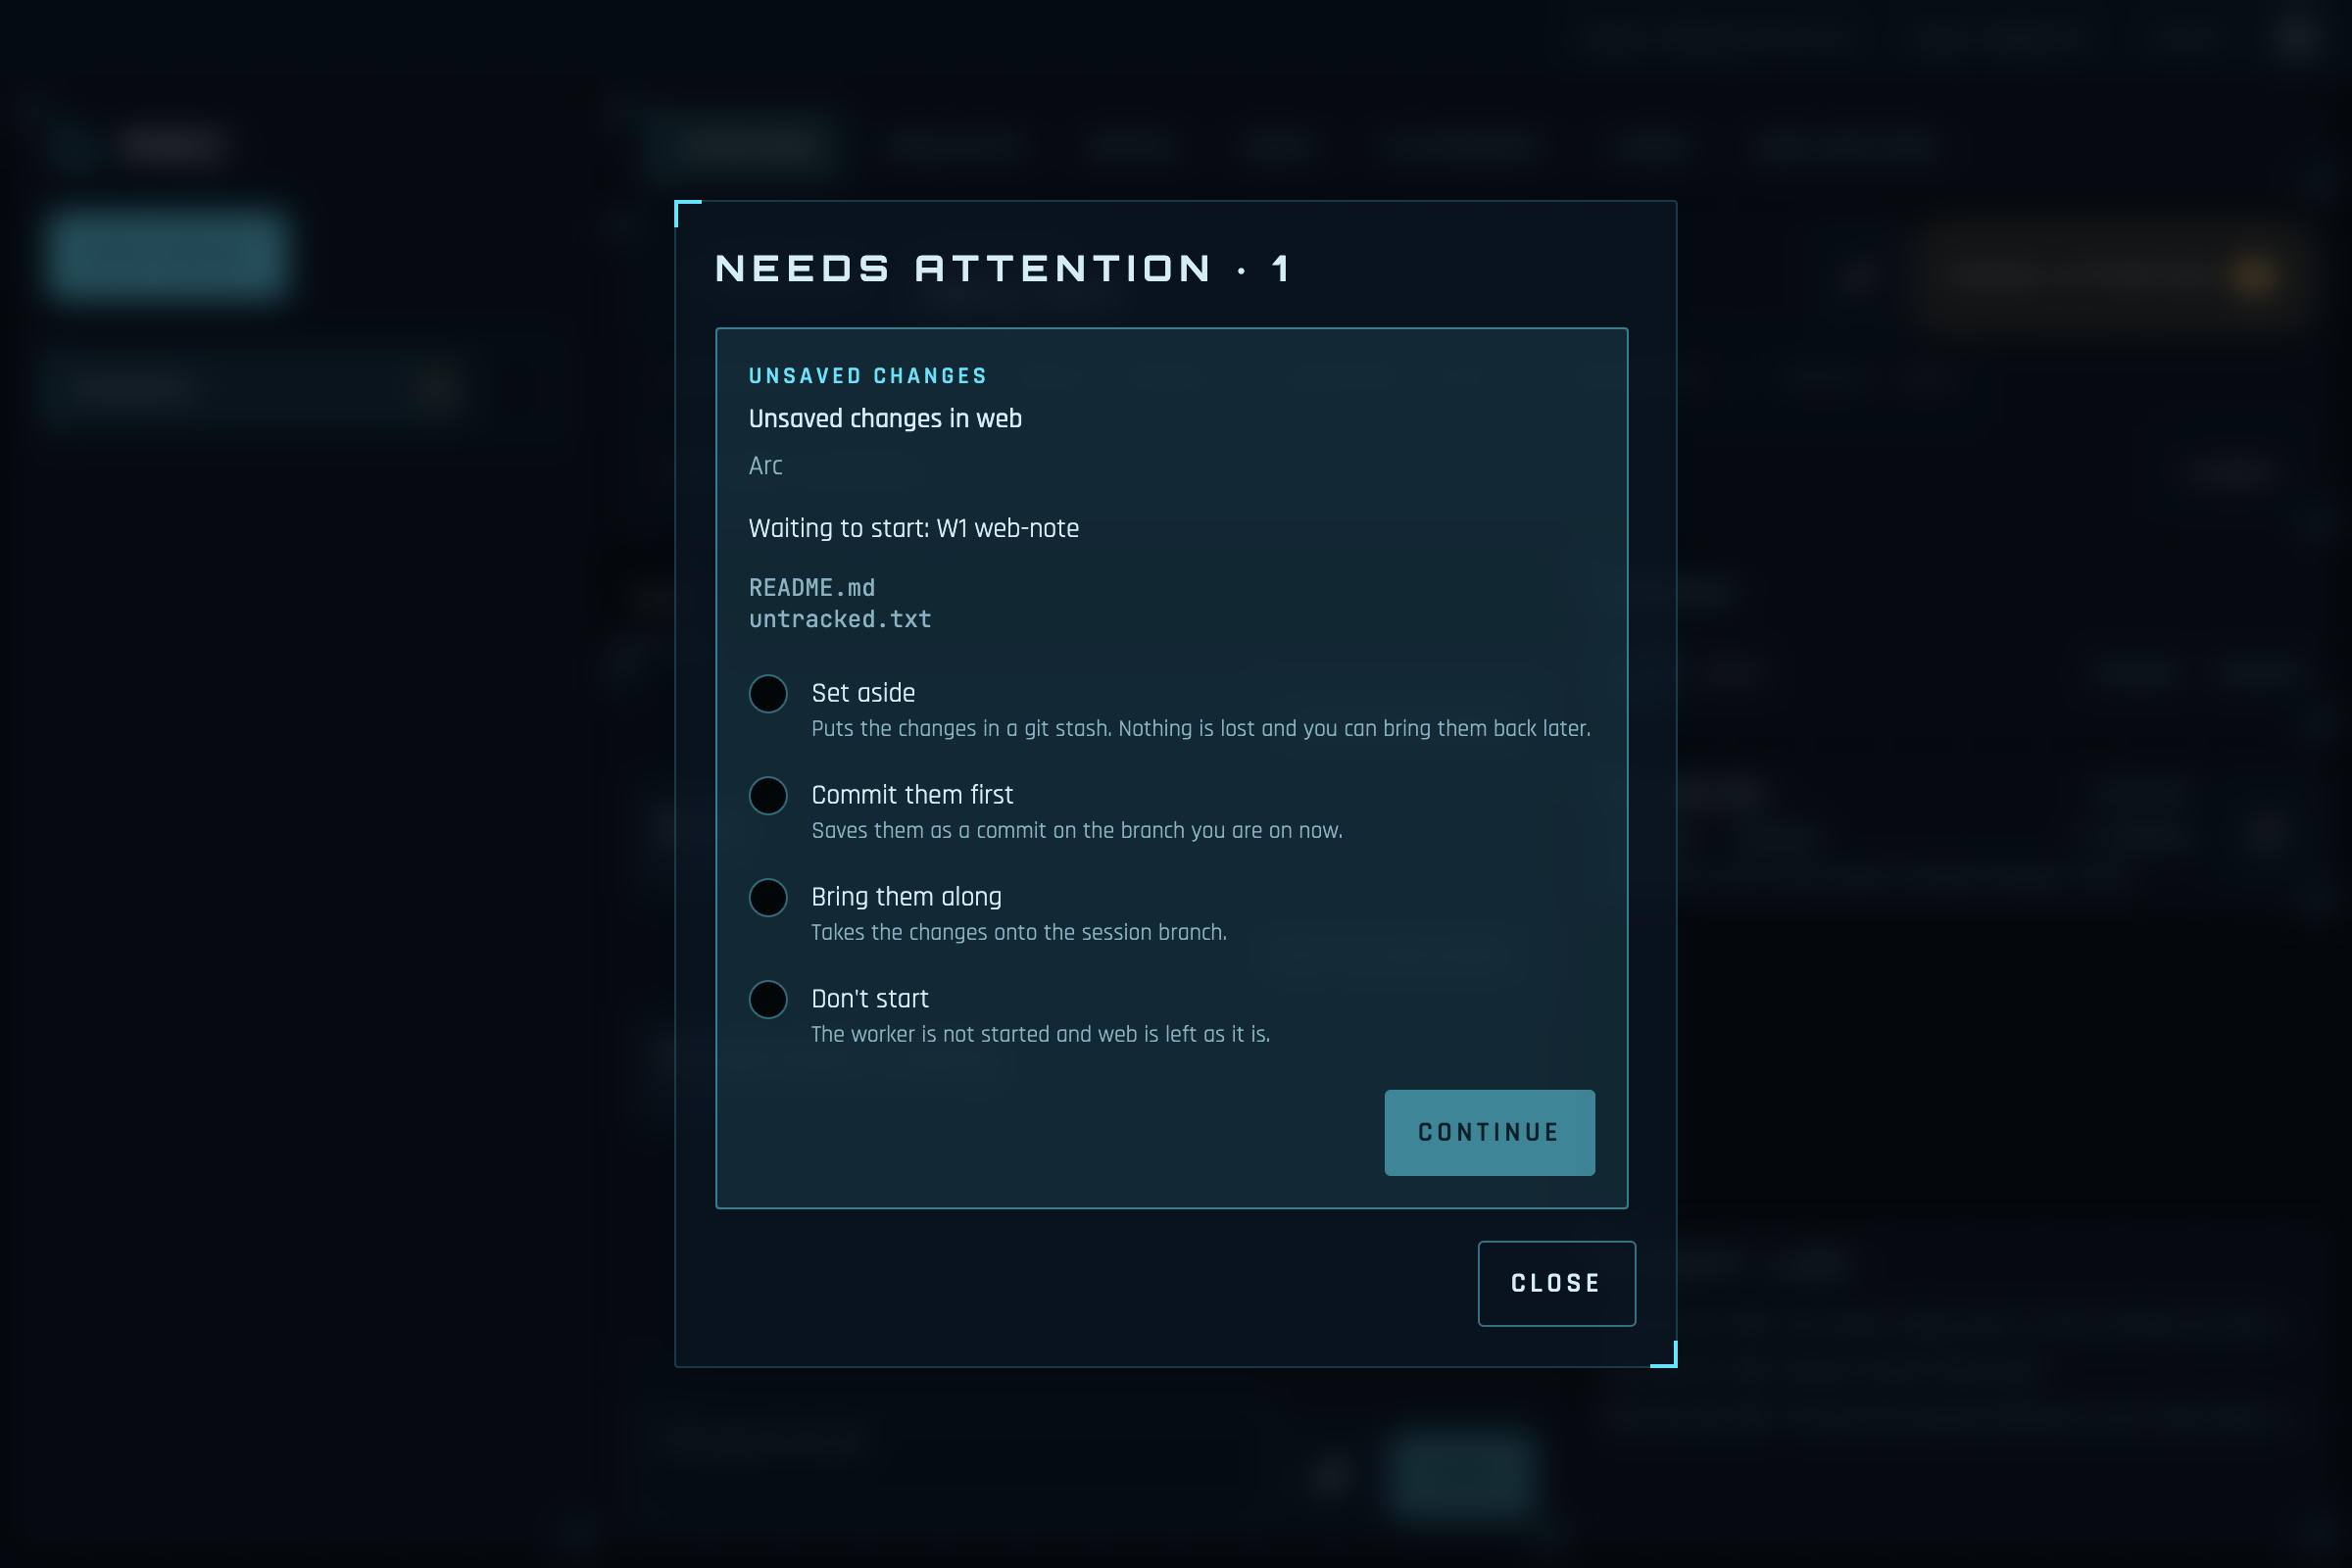 NEEDS ATTENTION · 1
UNSAVED CHANGES
Unsaved changes in web
Arc
Waiting to start: W1 web-note
README.md
untracked.txt
Set aside
Puts the changes in a git stash. Nothing is lost and you can bring them back later.
Commit them first
Saves them as a commit on the branch you are on now.
Bring them along
Takes the changes onto the session branch.
Don't start
The worker is not started and web is left as it is.
CONTINUE
CLOSE